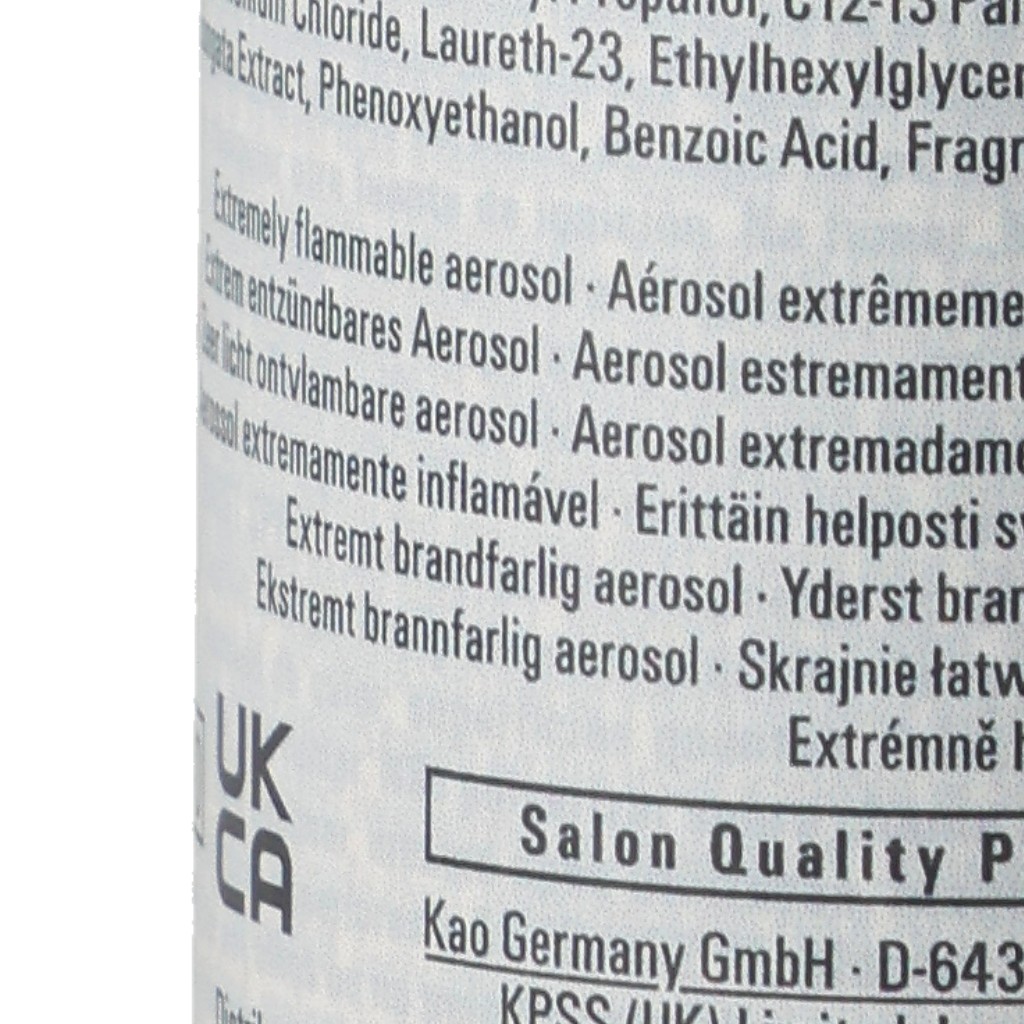 Chloride, Laureth-23, Ethylhexylglycer
Extract, Phenoxyethanol, Benzoic Acid, Fragr
Extremely flammable aerosol · Aérosol extrêmeme
Extrem entzündbares Aerosol · Aerosol estremament
licht ontvlambare aerosol · Aerosol extremadame
extremamente inflamável · Erittäin helposti s
Extremt brandfarlig aerosol · Yderst bran
Ekstremt brannfarlig aerosol · Skrajnie łatw
Extrémně h
UK
CA
Salon Quality P
Kao Germany GmbH · D-643
KPSS (UK)